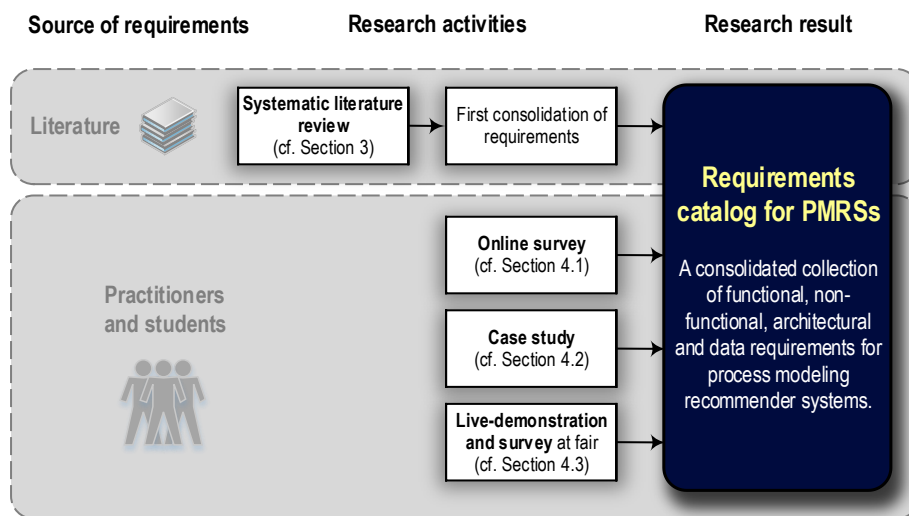 Source of requirements
Research activities
Research result
Literature
Systematic literature
review
(cf. Section 3)
First consolidation of
requirements
Practitioners
and students
Online survey
(cf. Section 4.1)
Case study
(cf. Section 4.2)
Live-demonstration
and survey at fair
(cf. Section 4.3)
Requirements
catalog for PMRSs
A consolidated collection
of functional, non-
functional, architectural
and data requirements for
process modeling
recommender systems.